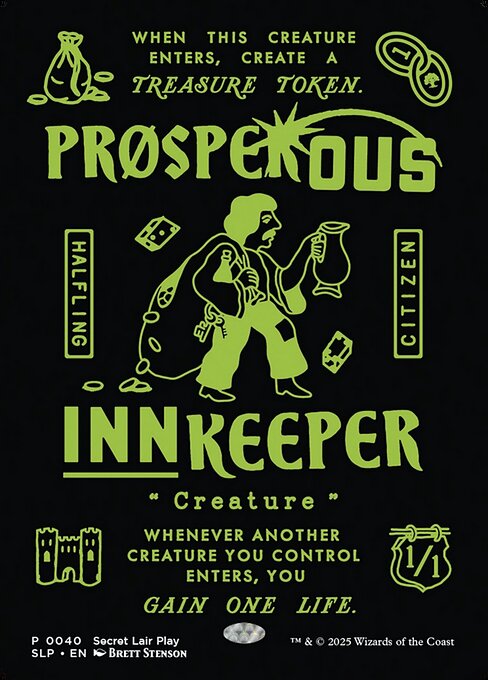 WHEN THIS CREATURE
ENTERS, CREATE A
TREASURE TOKEN.
1
PRØSPEROUS
HALFLING
CITIZEN
INNKEEPER
"Creature"
WHENEVER ANOTHER
CREATURE YOU CONTROL
ENTERS, YOU
GAIN ONE LIFE.
1/1
P 0040 Secret Lair Play
SLP • EN BRETT STENSON
™ & © 2025 Wizards of the Coast